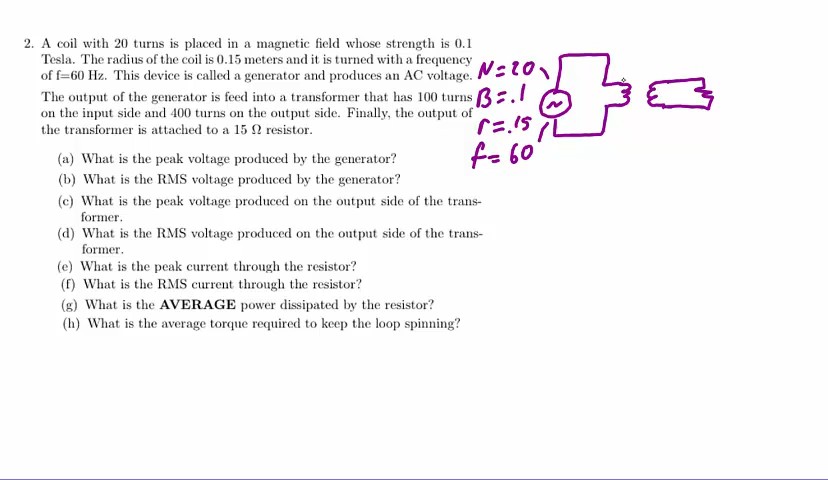 2. A coil with 20 turns is placed in a magnetic field whose strength is 0.1
Tesla. The radius of the coil is 0.15 meters and it is turned with a frequency
of f=60 Hz. This device is called a generator and produces an AC voltage.
The output of the generator is feed into a transformer that has 100 turns
on the input side and 400 turns on the output side. Finally, the output of
the transformer is attached to a 15 Ω resistor.
(a) What is the peak voltage produced by the generator?
(b) What is the RMS voltage produced by the generator?
(c) What is the peak voltage produced on the output side of the trans-
former.
(d) What is the RMS voltage produced on the output side of the trans-
former.
(e) What is the peak current through the resistor?
(f) What is the RMS current through the resistor?
(g) What is the AVERAGE power dissipated by the resistor?
(h) What is the average torque required to keep the loop spinning?
N=20
B=.1
r=.15
f=60